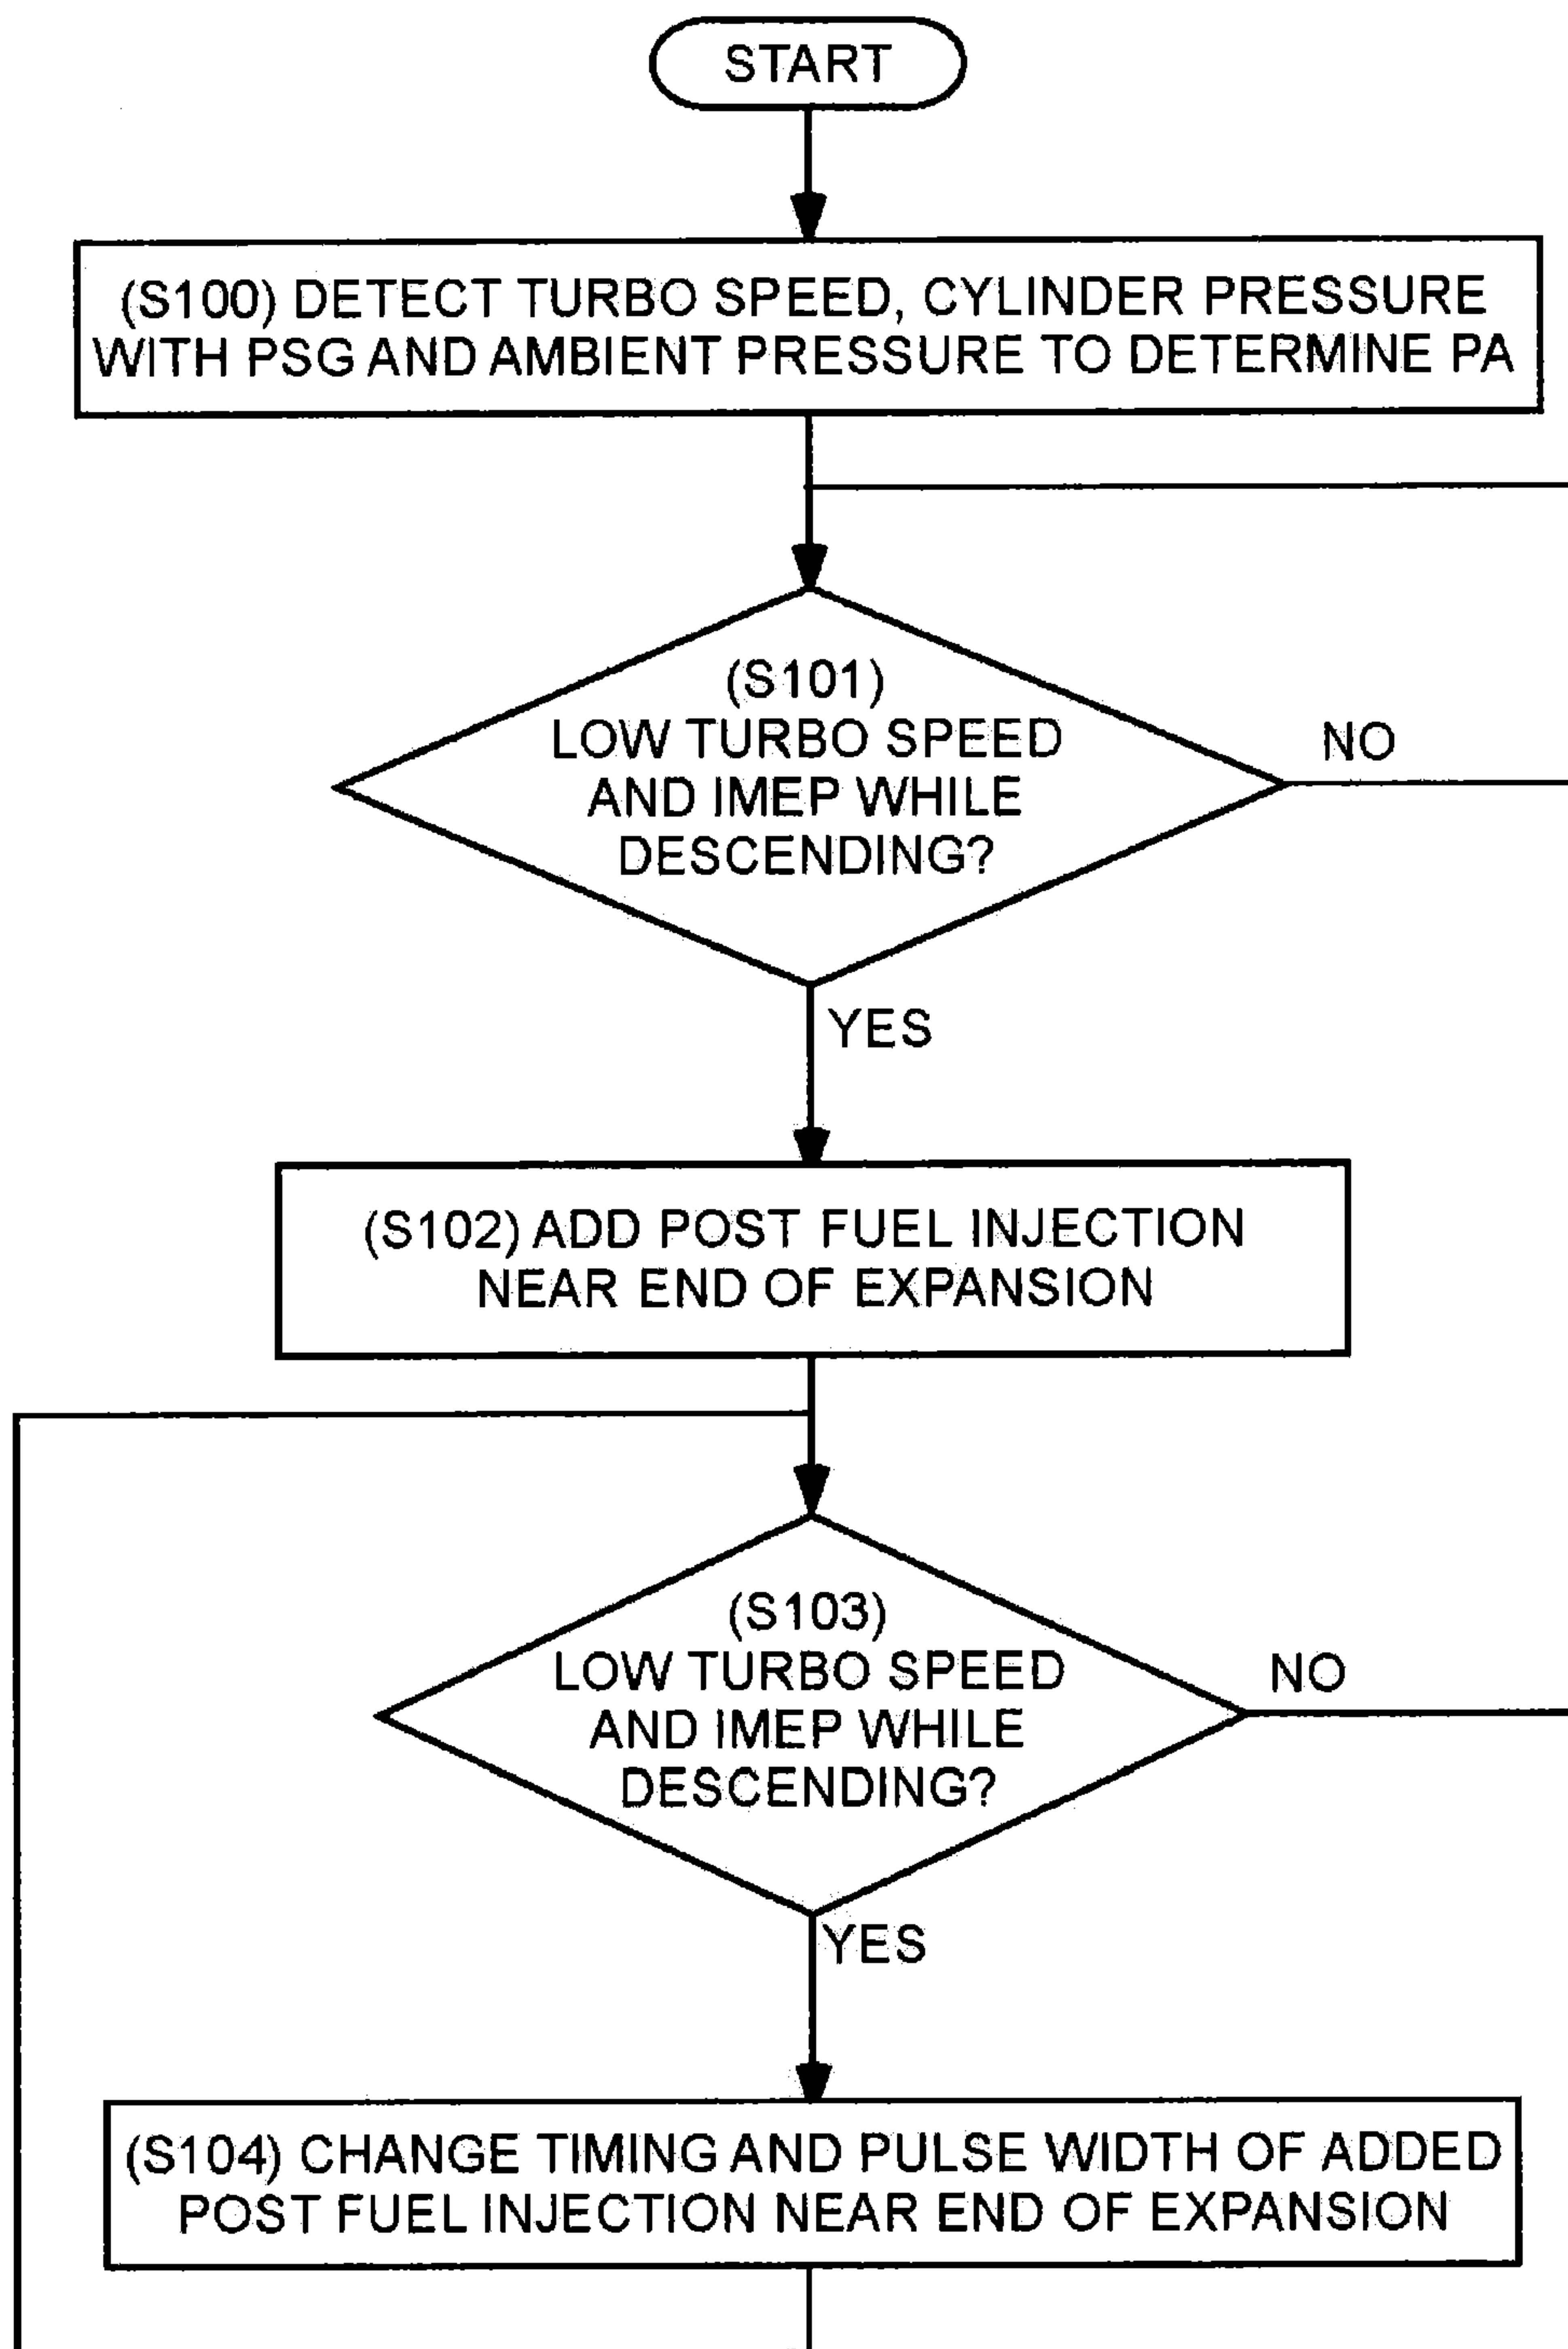 START
(S100) DETECT TURBO SPEED, CYLINDER PRESSURE
WITH PSG AND AMBIENT PRESSURE TO DETERMINE PA
(S101)
LOW TURBO SPEED
AND IMEP WHILE
DESCENDING?
NO
YES
(S102) ADD POST FUEL INJECTION
NEAR END OF EXPANSION
(S103)
LOW TURBO SPEED
AND IMEP WHILE
DESCENDING?
NO
YES
(S104) CHANGE TIMING AND PULSE WIDTH OF ADDED
POST FUEL INJECTION NEAR END OF EXPANSION